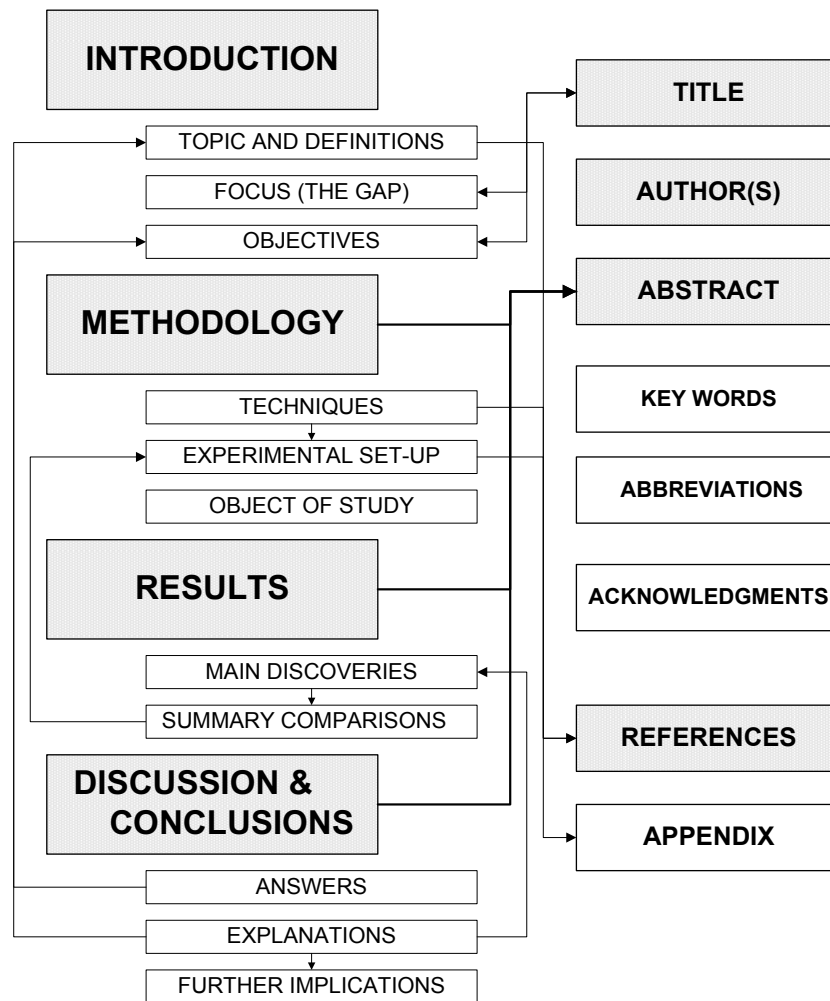 INTRODUCTION
TOPIC AND DEFINITIONS
FOCUS (THE GAP)
OBJECTIVES
METHODOLOGY
TECHNIQUES
EXPERIMENTAL SET-UP
OBJECT OF STUDY
RESULTS
MAIN DISCOVERIES
SUMMARY COMPARISONS
DISCUSSION &
CONCLUSIONS
ANSWERS
EXPLANATIONS
FURTHER IMPLICATIONS
TITLE
AUTHOR(S)
ABSTRACT
KEY WORDS
ABBREVIATIONS
ACKNOWLEDGMENTS
REFERENCES
APPENDIX